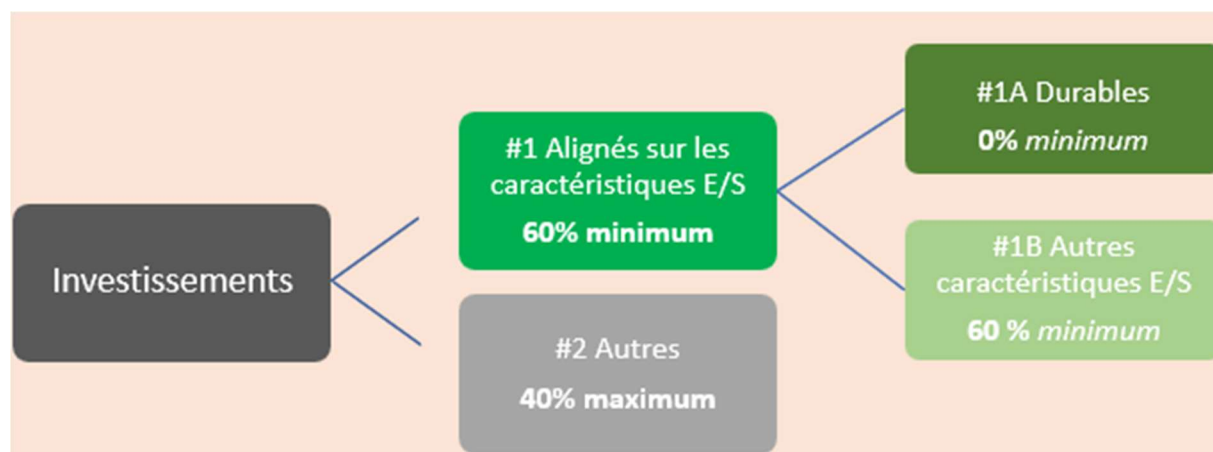 Investissements
#1 Alignés sur les
caractéristiques E/S
60% minimum
#2 Autres
40% maximum
#1A Durables
0% minimum
#1B Autres
caractéristiques E/S
60 % minimum